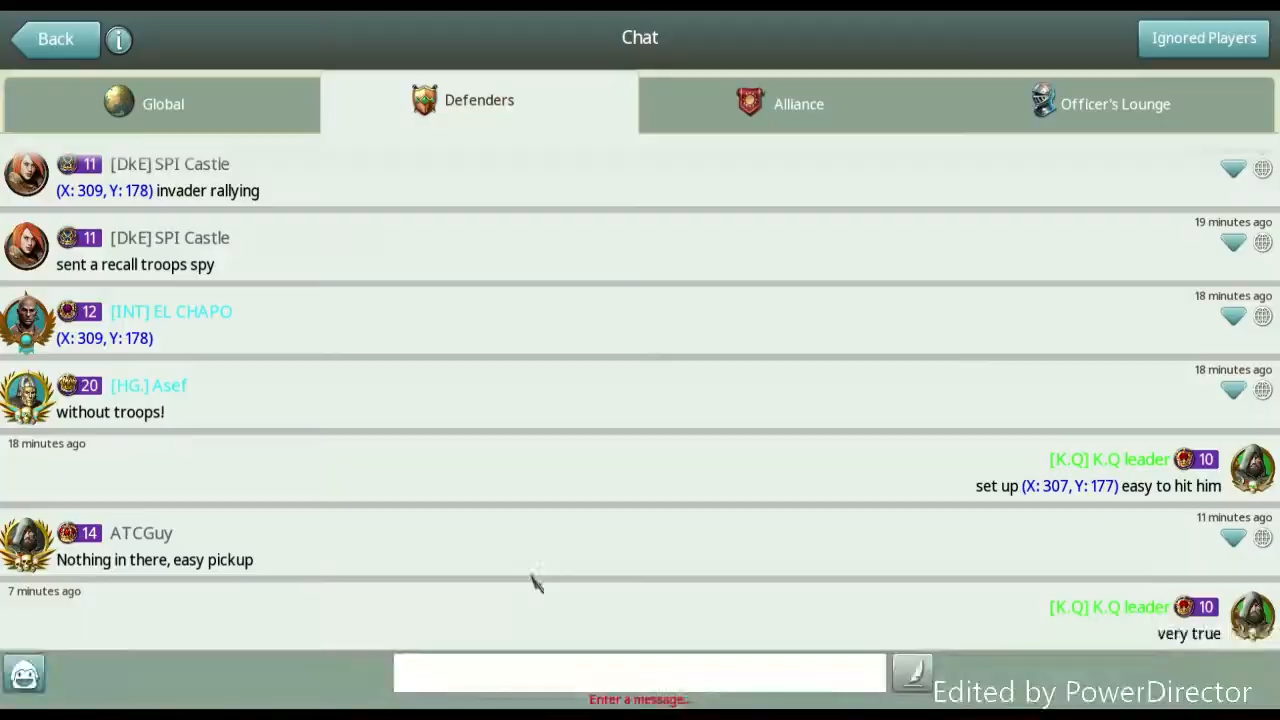 Back
Chat
Ignored Players
Global
Defenders
Alliance
Officer's Lounge
11 [DkE] SPI Castle
(X: 309, Y: 178) invader rallying
19 minutes ago
11 [DkE] SPI Castle
sent a recall troops spy
18 minutes ago
12 [INT] EL CHAPO
(X: 309, Y: 178)
18 minutes ago
20 [HG.] Asef
without troops!
18 minutes ago
[K.Q] K.Q leader 10
set up (X: 307, Y: 177) easy to hit him
11 minutes ago
14 ATCGuy
Nothing in there, easy pickup
7 minutes ago
[K.Q] K.Q leader 10
very true
Enter a message..
Edited by PowerDirector